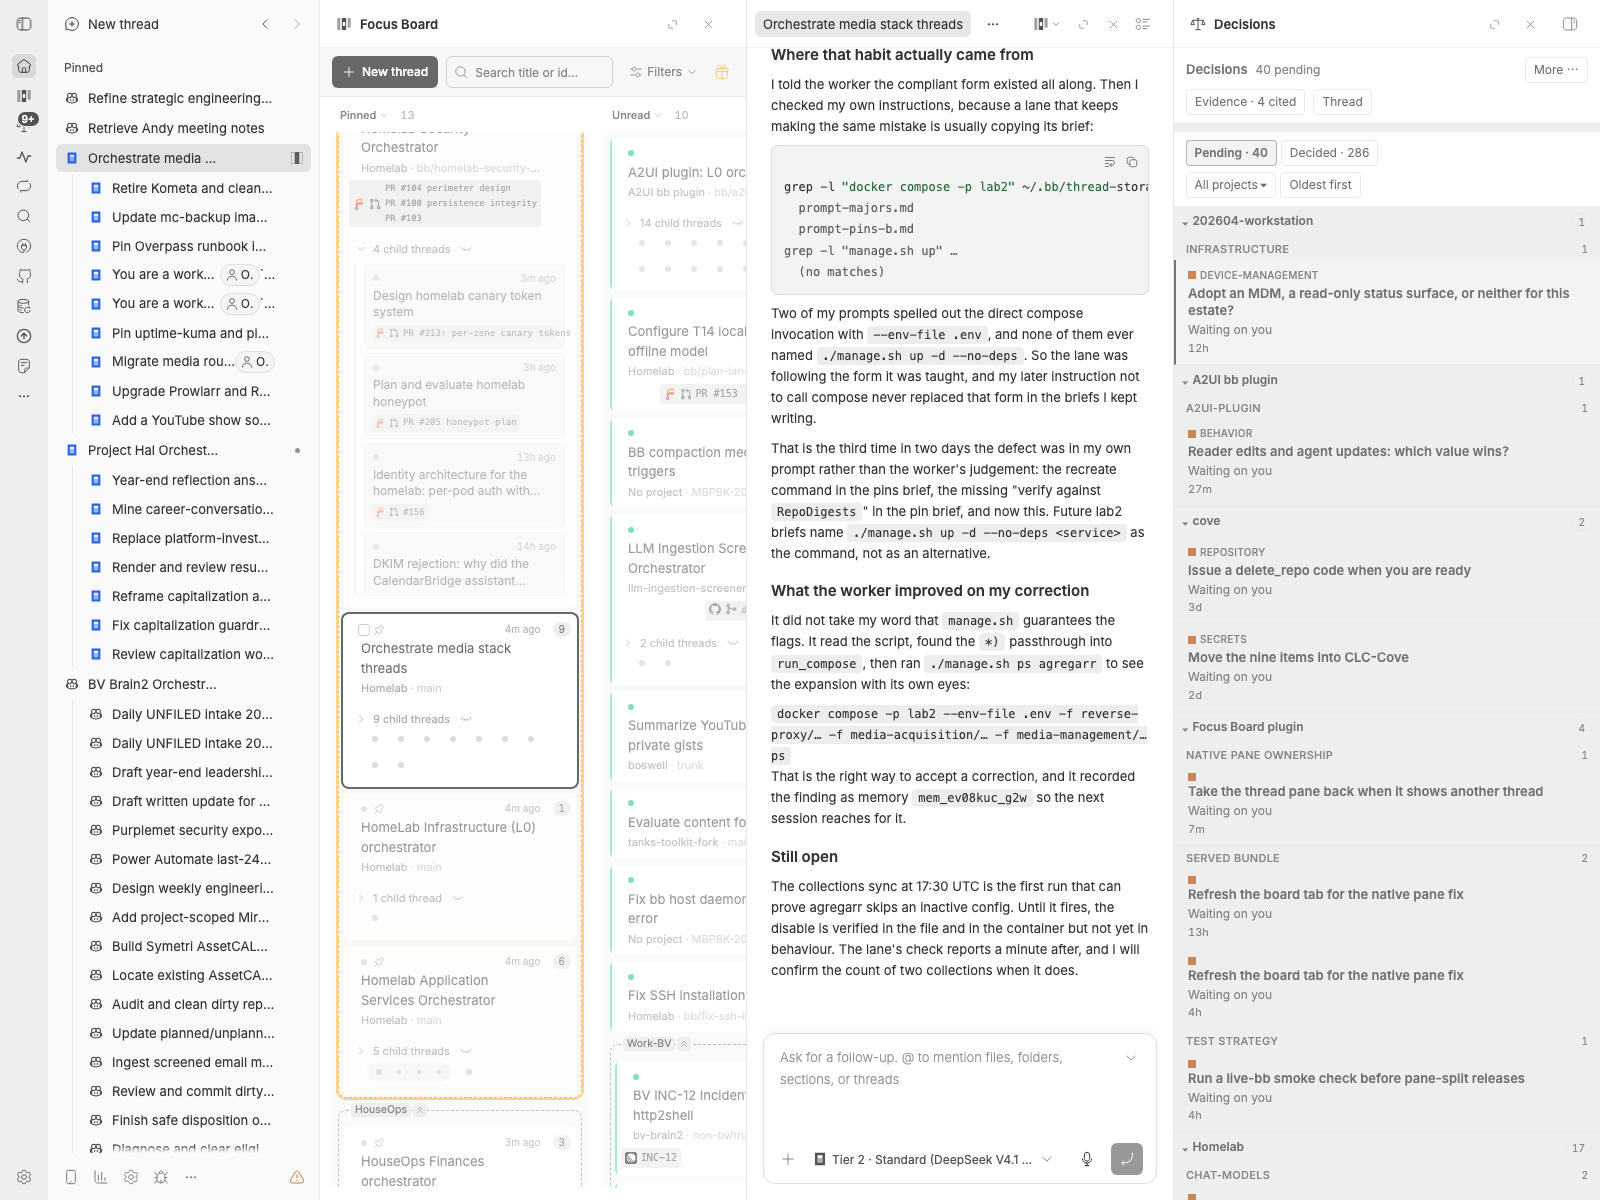 New thread
Pinned
Refine strategic engineering...
Retrieve Andy meeting notes
Orchestrate media ...
Retire Kometa and clean...
Update mc-backup ima...
Pin Overpass runbook i...
You are a work... O.
You are a work... O.
Pin uptime-kuma and pl...
Migrate media rou... O.
Upgrade Prowlarr and R...
Add a YouTube show so...
Project Hal Orchest...
Year-end reflection ans...
Mine career-conversatio...
Replace platform-invest...
Render and review resu...
Reframe capitalization a...
Fix capitalization guardr...
Review capitalization wo...
BV Brain2 Orchestr...
Daily UNFILED intake 20...
Daily UNFILED intake 20...
Draft year-end leadershi...
Draft written update for ...
Purplemet security expo...
Power Automate last-24...
Design weekly engineeri...
Add project-scoped Mir...
Build Symetri AssetCAL...
Locate existing AssetCA...
Audit and clean dirty rep...
Update planned/unplann...
Ingest screened email m...
Review and commit dirty...
Finish safe disposition o...
Diagnose and clear eligi...
9+
Focus Board
New thread
Search title or id...
Filters
Pinned 13
Homelab Security
Orchestrator
Homelab · bb/homelab-security-...
PR #104 perimeter design
PR #100 persistence integrity
PR #103
4 child threads
3m ago
Design homelab canary token
system
PR #213: per-zone canary tokens
3h ago
Plan and evaluate homelab
honeypot
PR #205 honeypot plan
13h ago
Identity architecture for the
homelab: per-pod auth with...
#156
14h ago
DKIM rejection: why did the
CalendarBridge assistant...
4m ago 9
Orchestrate media stack
threads
Homelab · main
9 child threads
4m ago 1
HomeLab Infrastructure (L0)
orchestrator
Homelab · main
1 child thread
4m ago 6
Homelab Application
Services Orchestrator
Homelab · main
5 child threads
HouseOps
3m ago 3
HouseOps Finances
orchestrator
Unread 10
A2UI plugin: L0 orc
A2UI bb plugin · bb/a2
14 child threads
Configure T14 local
offline model
Homelab · bb/plan-lan-
PR #153
BB compaction med
triggers
No project · MBPBK-20
LLM Ingestion Scre
Orchestrator
llm-ingestion-screener
#
2 child threads
Summarize YouTub
private gists
boswell · trunk
Evaluate content fo
tanks-toolkit-fork · mai
Fix bb host daemon
error
No project · MBPBK-20
Fix SSH installation
Homelab · bb/fix-ssh-i
Work-BV
BV INC-12 Inciden
http2shell
bv-brain2 · non-bv/tru
INC-12
Orchestrate media stack threads
Where that habit actually came from
I told the worker the compliant form existed all along. Then I
checked my own instructions, because a lane that keeps
making the same mistake is usually copying its brief:
grep -l "docker compose -p lab2" ~/.bb/thread-stora
prompt-majors.md
prompt-pins-b.md
grep -l "manage.sh up" …
(no matches)
Two of my prompts spelled out the direct compose
invocation with --env-file .env , and none of them ever
named ./manage.sh up -d --no-deps . So the lane was
following the form it was taught, and my later instruction not
to call compose never replaced that form in the briefs I kept
writing.
That is the third time in two days the defect was in my own
prompt rather than the worker's judgement: the recreate
command in the pins brief, the missing "verify against
RepoDigests " in the pin brief, and now this. Future lab2
briefs name ./manage.sh up -d --no-deps <service> as
the command, not as an alternative.
What the worker improved on my correction
It did not take my word that manage.sh guarantees the
flags. It read the script, found the *) passthrough into
run_compose , then ran ./manage.sh ps agregarr to see
the expansion with its own eyes:
docker compose -p lab2 --env-file .env -f reverse-
proxy/… -f media-acquisition/… -f media-management/…
ps
That is the right way to accept a correction, and it recorded
the finding as memory mem_ev08kuc_g2w so the next
session reaches for it.
Still open
The collections sync at 17:30 UTC is the first run that can
prove agregarr skips an inactive config. Until it fires, the
disable is verified in the file and in the container but not yet in
behaviour. The lane's check reports a minute after, and I will
confirm the count of two collections when it does.
Ask for a follow-up. @ to mention files, folders,
sections, or threads
Tier 2 · Standard (DeepSeek V4.1 ...
Decisions
Decisions 40 pending
More ···
Evidence · 4 cited
Thread
Pending · 40
Decided · 286
All projects
Oldest first
202604-workstation 1
INFRASTRUCTURE 1
DEVICE-MANAGEMENT
Adopt an MDM, a read-only status surface, or neither for this
estate?
Waiting on you
12h
A2UI bb plugin 1
A2UI-PLUGIN 1
BEHAVIOR
Reader edits and agent updates: which value wins?
Waiting on you
27m
cove 2
REPOSITORY
Issue a delete_repo code when you are ready
Waiting on you
3d
SECRETS
Move the nine items into CLC-Cove
Waiting on you
2d
Focus Board plugin 4
NATIVE PANE OWNERSHIP 1
Take the thread pane back when it shows another thread
Waiting on you
7m
SERVED BUNDLE 2
Refresh the board tab for the native pane fix
Waiting on you
13h
Refresh the board tab for the native pane fix
Waiting on you
4h
TEST STRATEGY 1
Run a live-bb smoke check before pane-split releases
Waiting on you
4h
Homelab 17
CHAT-MODELS 2